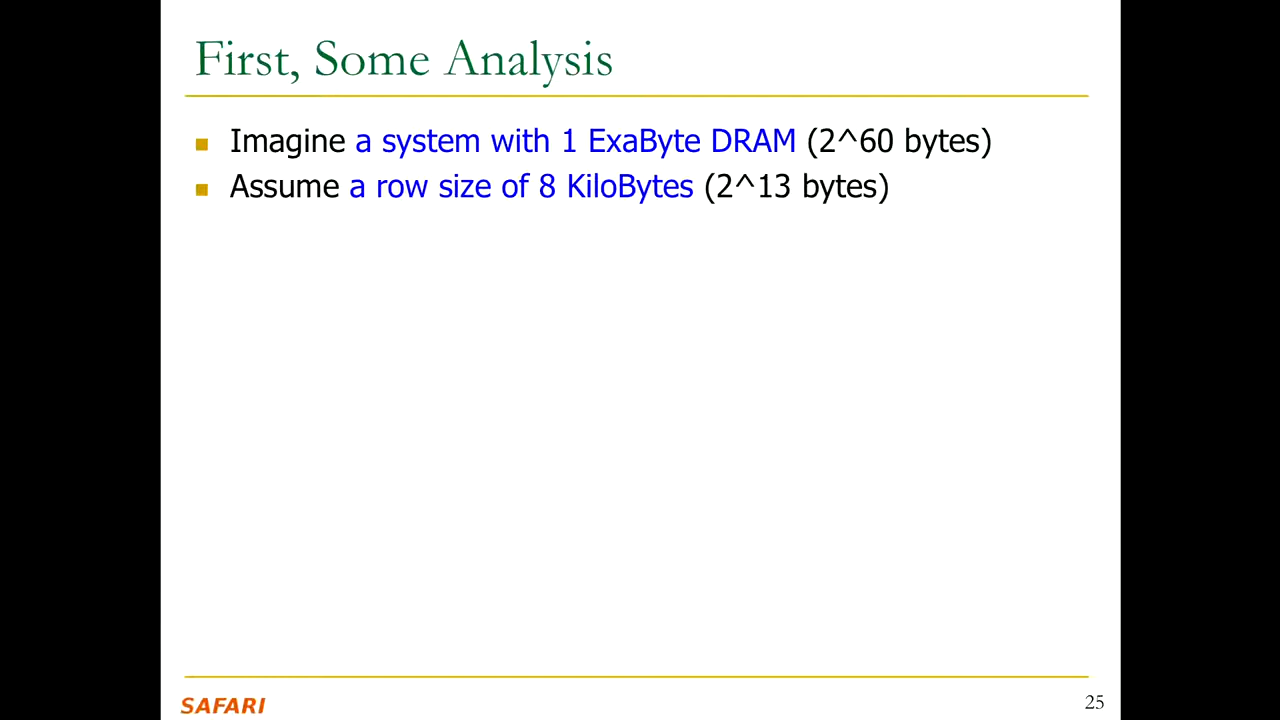 First, Some Analysis
Imagine a system with 1 ExaByte DRAM (2^60 bytes)
Assume a row size of 8 KiloBytes (2^13 bytes)
SAFARI
25